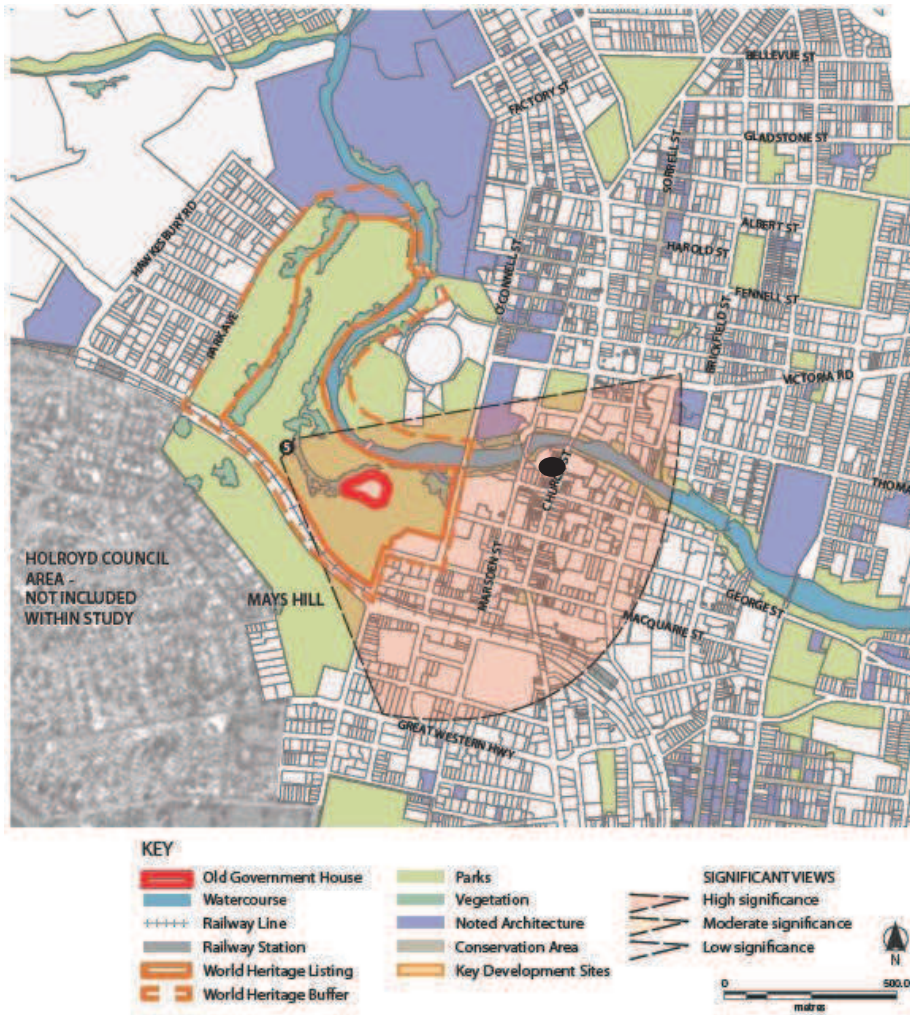 BELLEVUE ST
FACTORY ST
GLADSTONE ST
SORRELL ST
ALBERT ST
HAWKESBURY RD
HAROLD ST
O'CONNELL ST
FENNELL ST
BRICKFIELD ST
PARK AVE
VICTORIA RD
5
CHURCH ST
THOMA
HOLROYD COUNCIL
AREA -
NOT INCLUDED
WITHIN STUDY
MAYS HILL
MARSDEN ST
GEORGE ST
MACQUARIE ST
GREAT WESTERN HWY
KEY
Old Government House
Watercourse
Railway Line
Railway Station
World Heritage Listing
World Heritage Buffer
Parks
Vegetation
Noted Architecture
Conservation Area
Key Development Sites
SIGNIFICANT VIEWS
High significance
Moderate significance
Low significance
N
0 500.0
metres